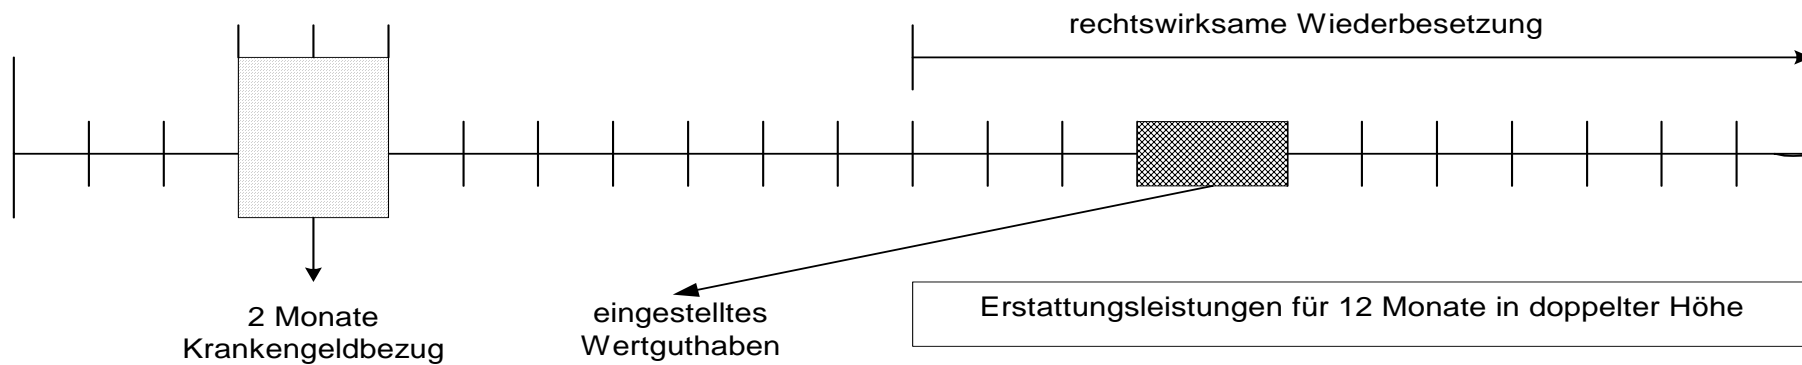 rechtswirksame Wiederbesetzung
2 Monate
Krankengeldbezug
eingestelltes
Wertguthaben
Erstattungsleistungen für 12 Monate in doppelter Höhe